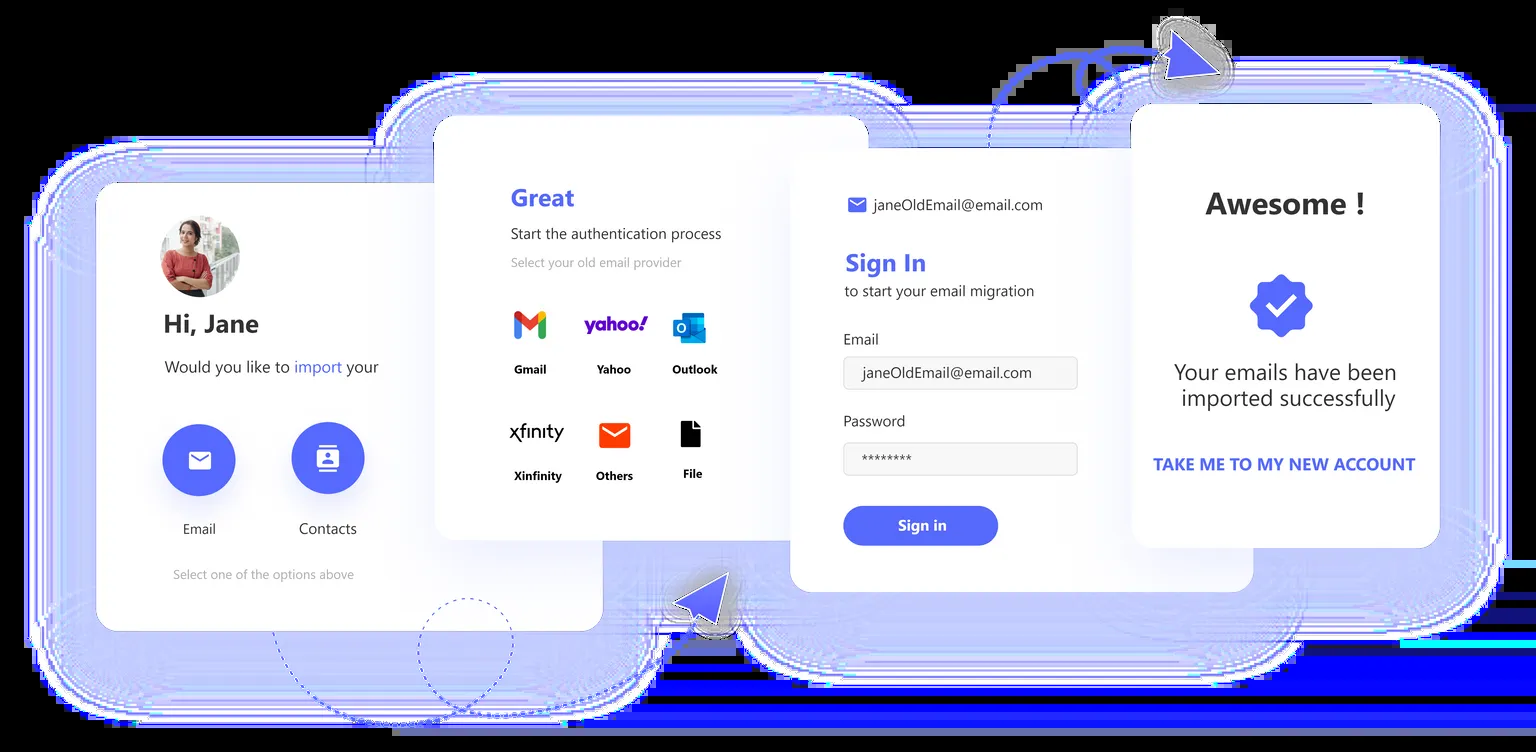 Hi, Jane
Would you like to import your
Email
Contacts
Select one of the options above
Great
Start the authentication process
Select your old email provider
Gmail
yahoo!
Yahoo
Outlook
xfinity
Xinfinity
Others
File
janeOldEmail@email.com
Sign In
to start your email migration
Email
janeOldEmail@email.com
Password
********
Sign in
Awesome !
Your emails have been
imported successfully
TAKE ME TO MY NEW ACCOUNT